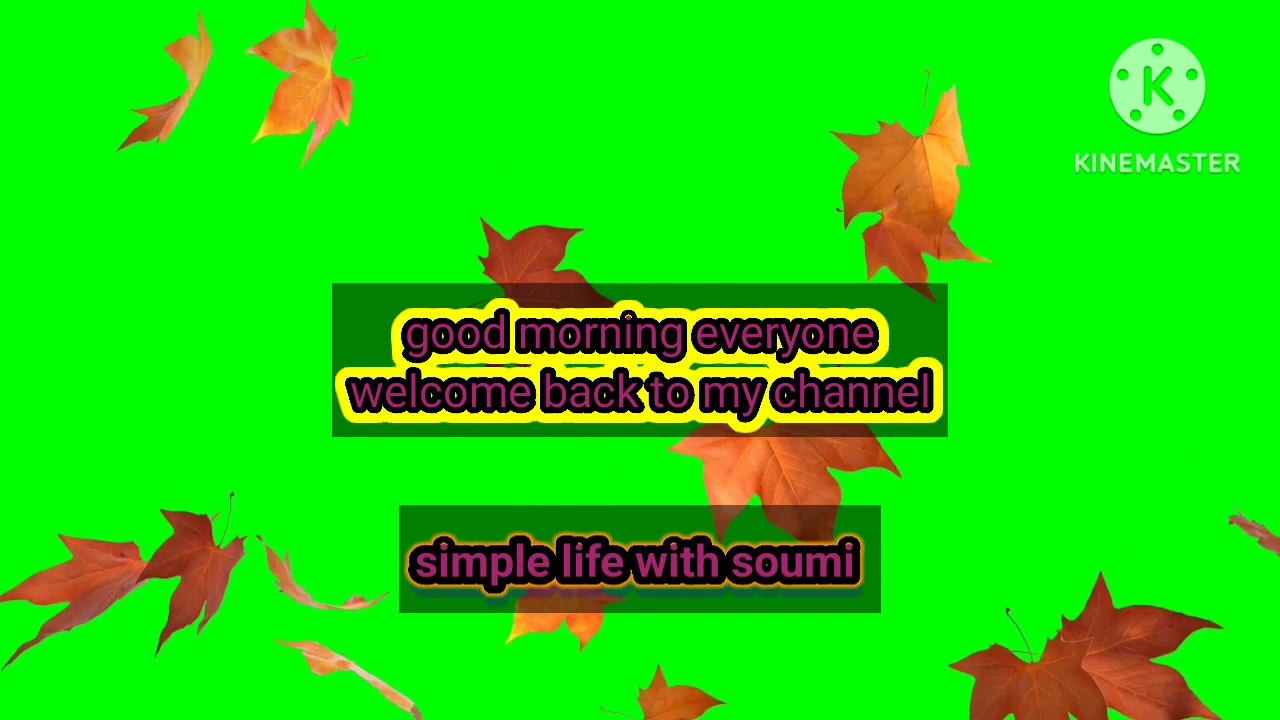 K
KINEMASTER
good morning everyone
welcome back to my channel
simple life with soumi